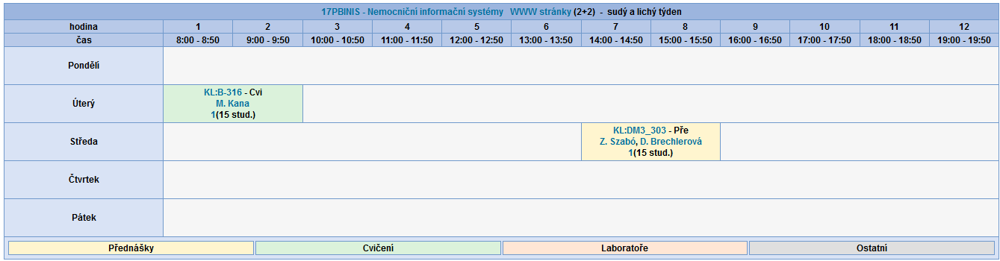 17PBINIS - Nemocniční informační systémy WWW stránky (2+2) - sudý a lichý týden
hodina 1 2 3 4 5 6 7 8 9 10 11 12
čas 8:00 - 8:50 9:00 - 9:50 10:00 - 10:50 11:00 - 11:50 12:00 - 12:50 13:00 - 13:50 14:00 - 14:50 15:00 - 15:50 16:00 - 16:50 17:00 - 17:50 18:00 - 18:50 19:00 - 19:50
Pondělí
Úterý
KL:B-316 - Cvi
M. Kana
1(15 stud.)
Středa
KL:DM3_303 - Pře
Z. Szabó, D. Brechlerová
1(15 stud.)
Čtvrtek
Pátek
Přednášky Cvičení Laboratoře Ostatní